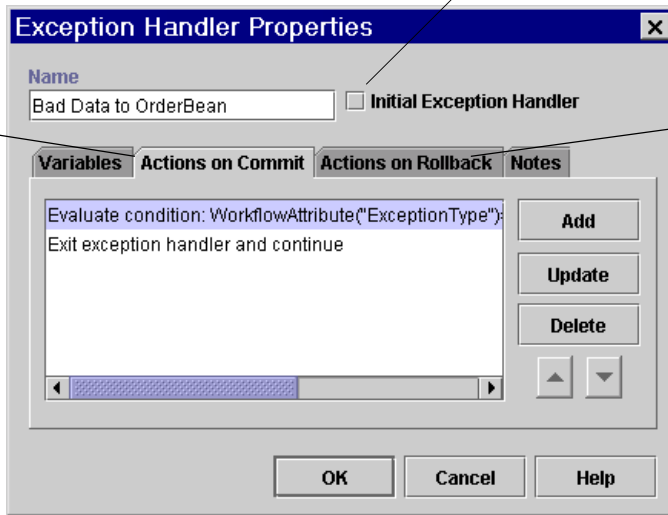 Exception Handler Properties
Name
Bad Data to OrderBean
Initial Exception Handler
Variables Actions on Commit Actions on Rollback Notes
Evaluate condition: WorkflowAttribute("ExceptionType")=
Exit exception handler and continue
Add
Update
Delete
OK Cancel Help